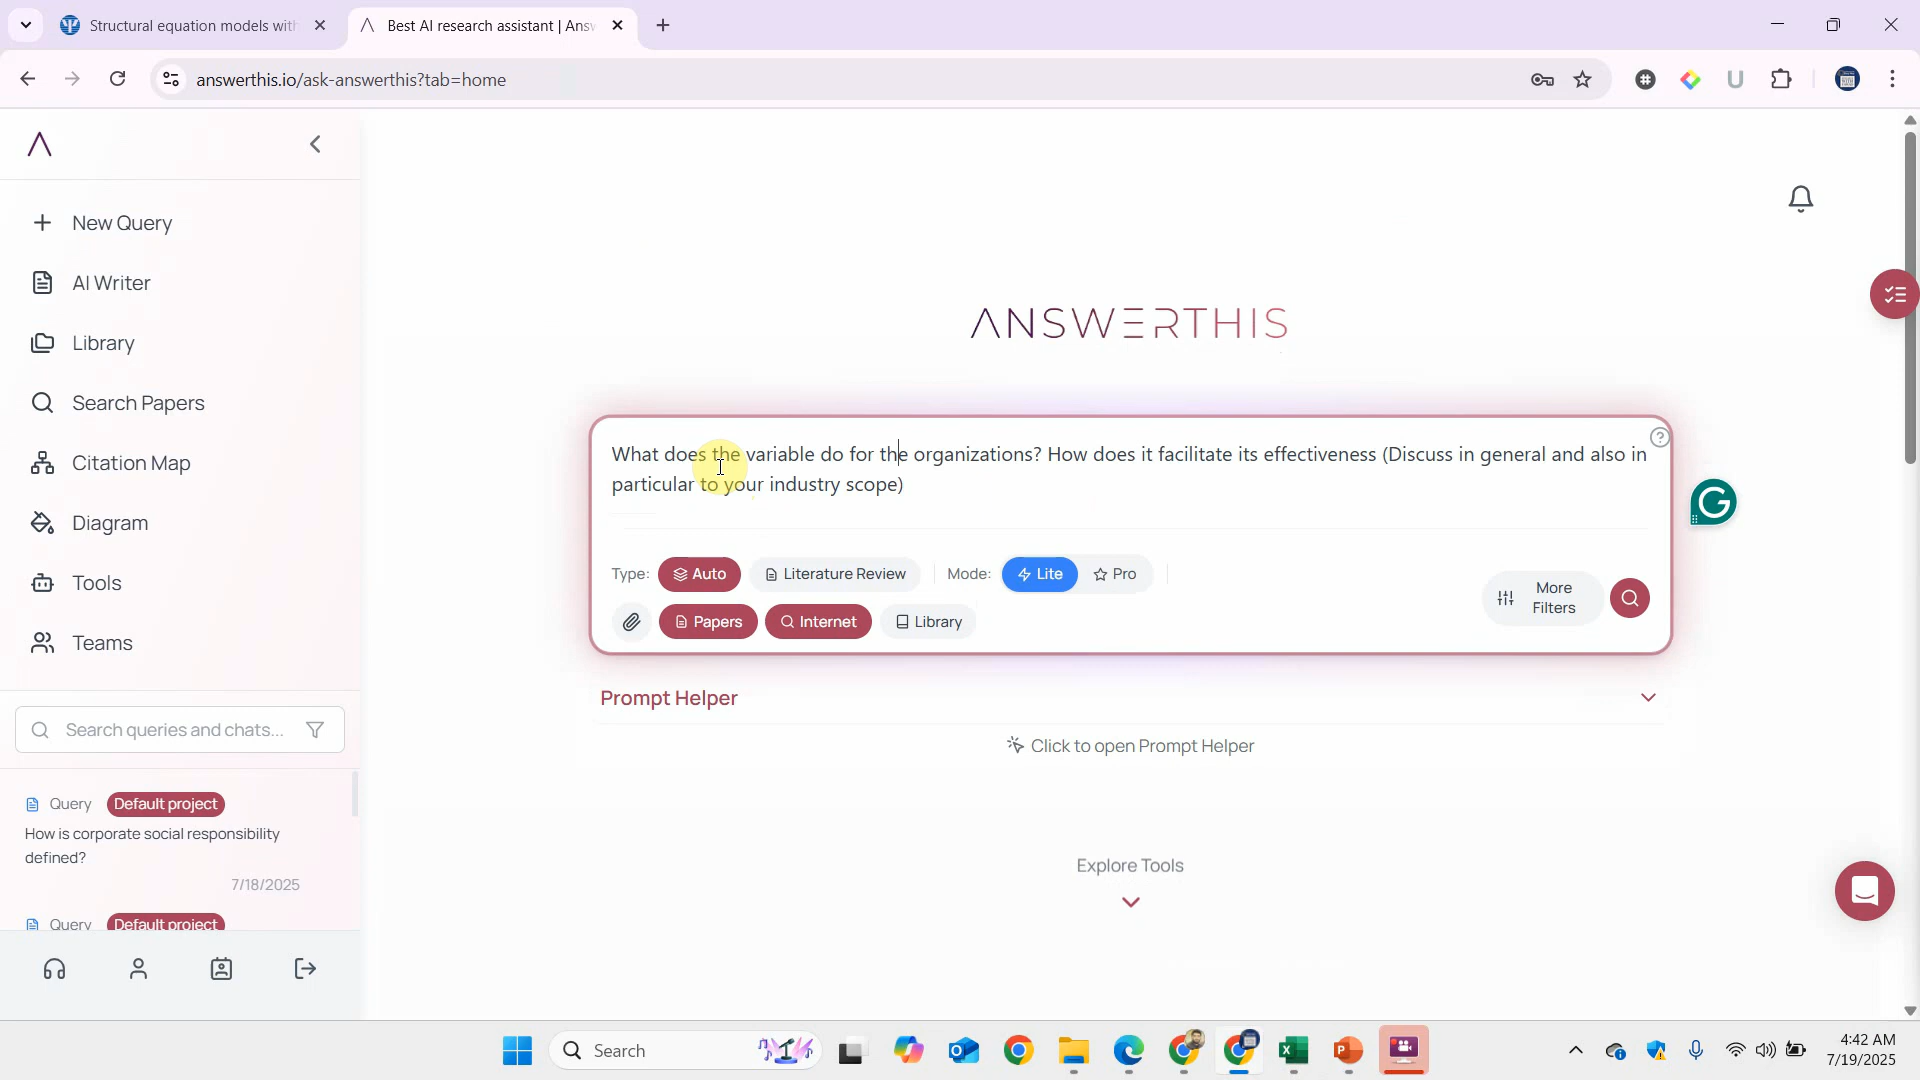 Structural equation models with
Best AI research assistant | Answ
answerthis.io/ask-answerthis?tab=home
New Query
AI Writer
Library
Search Papers
Citation Map
Diagram
Tools
Teams
Search queries and chats...
Query Default project
How is corporate social responsibility
defined?
7/18/2025
Query Default project
ANSWERTHIS
What does the variable do for the organizations? How does it facilitate its effectiveness (Discuss in general and also in
particular to your industry scope)
Type: Auto Literature Review Mode: Lite Pro
More
Filters
Papers Internet Library
Prompt Helper
Click to open Prompt Helper
Explore Tools
Search
4:42 AM
7/19/2025